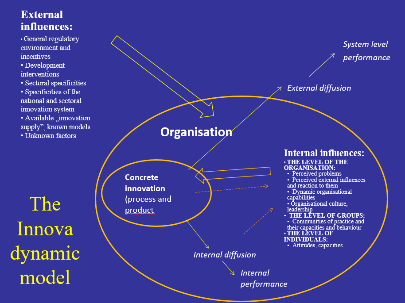 External
influences:
• General regulatory
environment and
incentives
• Development
interventions
• Sectoral specificities
• Specificities of the
national and sectoral
innovation system
• Available „innovation
supply", known models
• Unknown factors
System level
performance
External diffusion
Organisation
Internal influences:
- THE LEVEL OF THE
ORGANISATION:
• Perceived problems
• Perceived external influences
and reaction to them
• Dynamic organisational
capabilities
• Organisational culture,
leadership
- THE LEVEL OF GROUPS:
• Communities of practice and
their capacities and behaviour
- THE LEVEL OF
INDIVIDUALS:
• Attitudes, capacities
Concrete
innovation
(process and
product
The
Innova
dynamic
model
Internal diffusion
Internal
performance